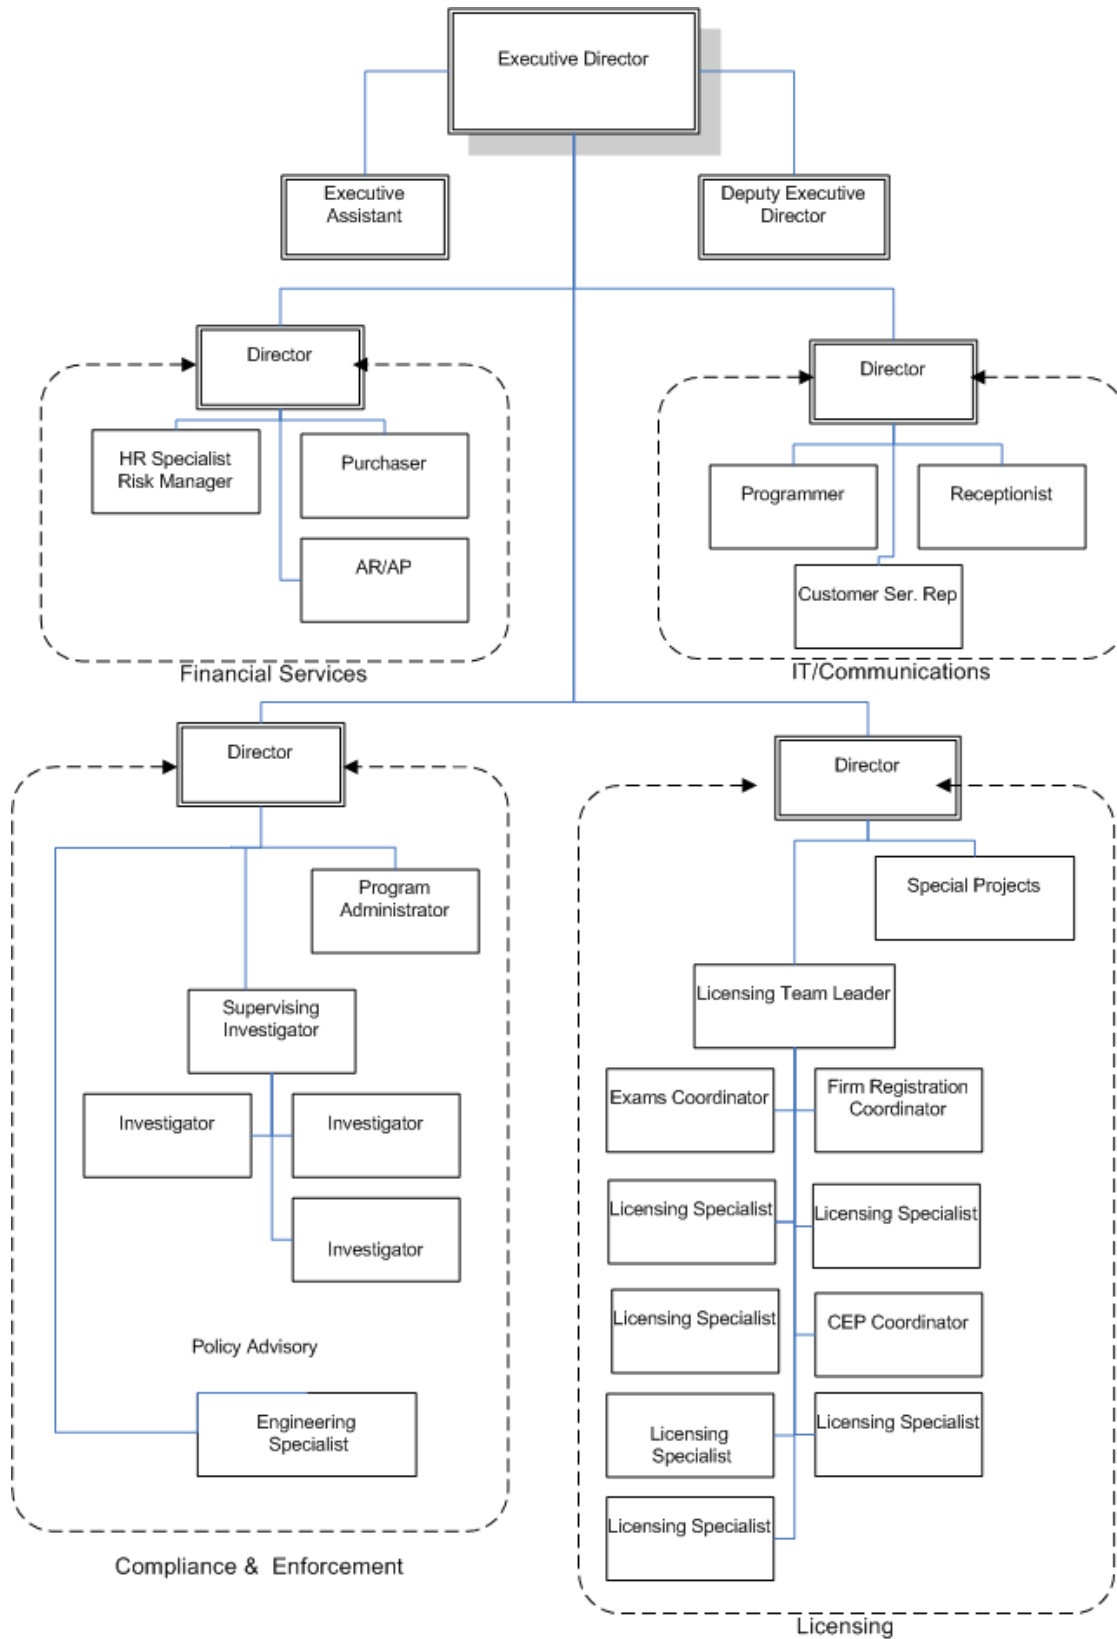 Executive Director
Executive
Assistant
Deputy Executive
Director
Director
HR Specialist
Risk Manager
Purchaser
AR/AP
Financial Services
Director
Programmer
Receptionist
Customer Ser. Rep
IT/Communications
Director
Program
Administrator
Supervising
Investigator
Investigator
Investigator
Investigator
Policy Advisory
Engineering
Specialist
Compliance & Enforcement
Director
Special Projects
Licensing Team Leader
Exams Coordinator
Firm Registration
Coordinator
Licensing Specialist
Licensing Specialist
Licensing Specialist
CEP Coordinator
Licensing
Specialist
Licensing Specialist
Licensing Specialist
Licensing